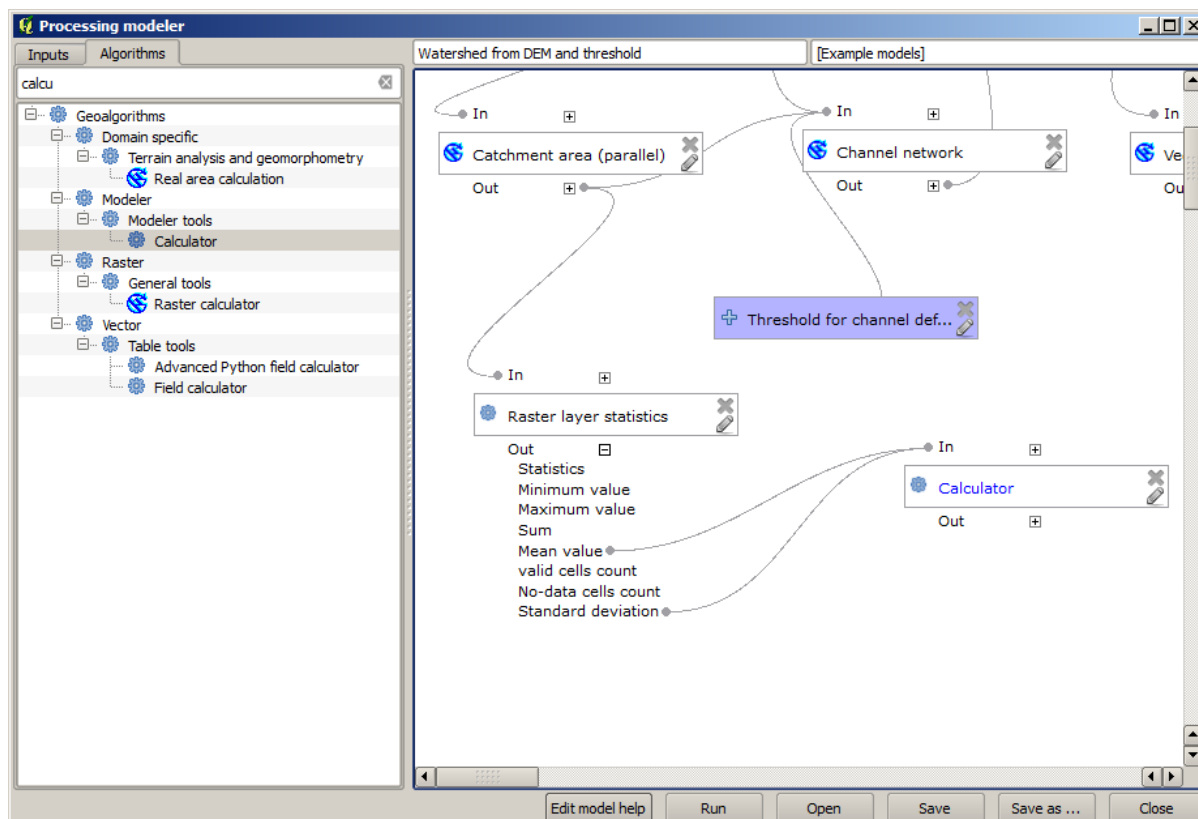 Processing modeler
Inputs
Algorithms
Watershed from DEM and threshold
[Example models]
calcu
Geoalgorithms
Domain specific
Terrain analysis and geomorphometry
Real area calculation
Modeler
Modeler tools
Calculator
Raster
General tools
Raster calculator
Vector
Table tools
Advanced Python field calculator
Field calculator
In
Catchment area (parallel)
Out
In
Channel network
Out
In
Threshold for channel def...
In
Raster layer statistics
Out
Statistics
Minimum value
Maximum value
Sum
Mean value
valid cells count
No-data cells count
Standard deviation
In
Calculator
Out
Edit model help
Run
Open
Save
Save as ...
Close